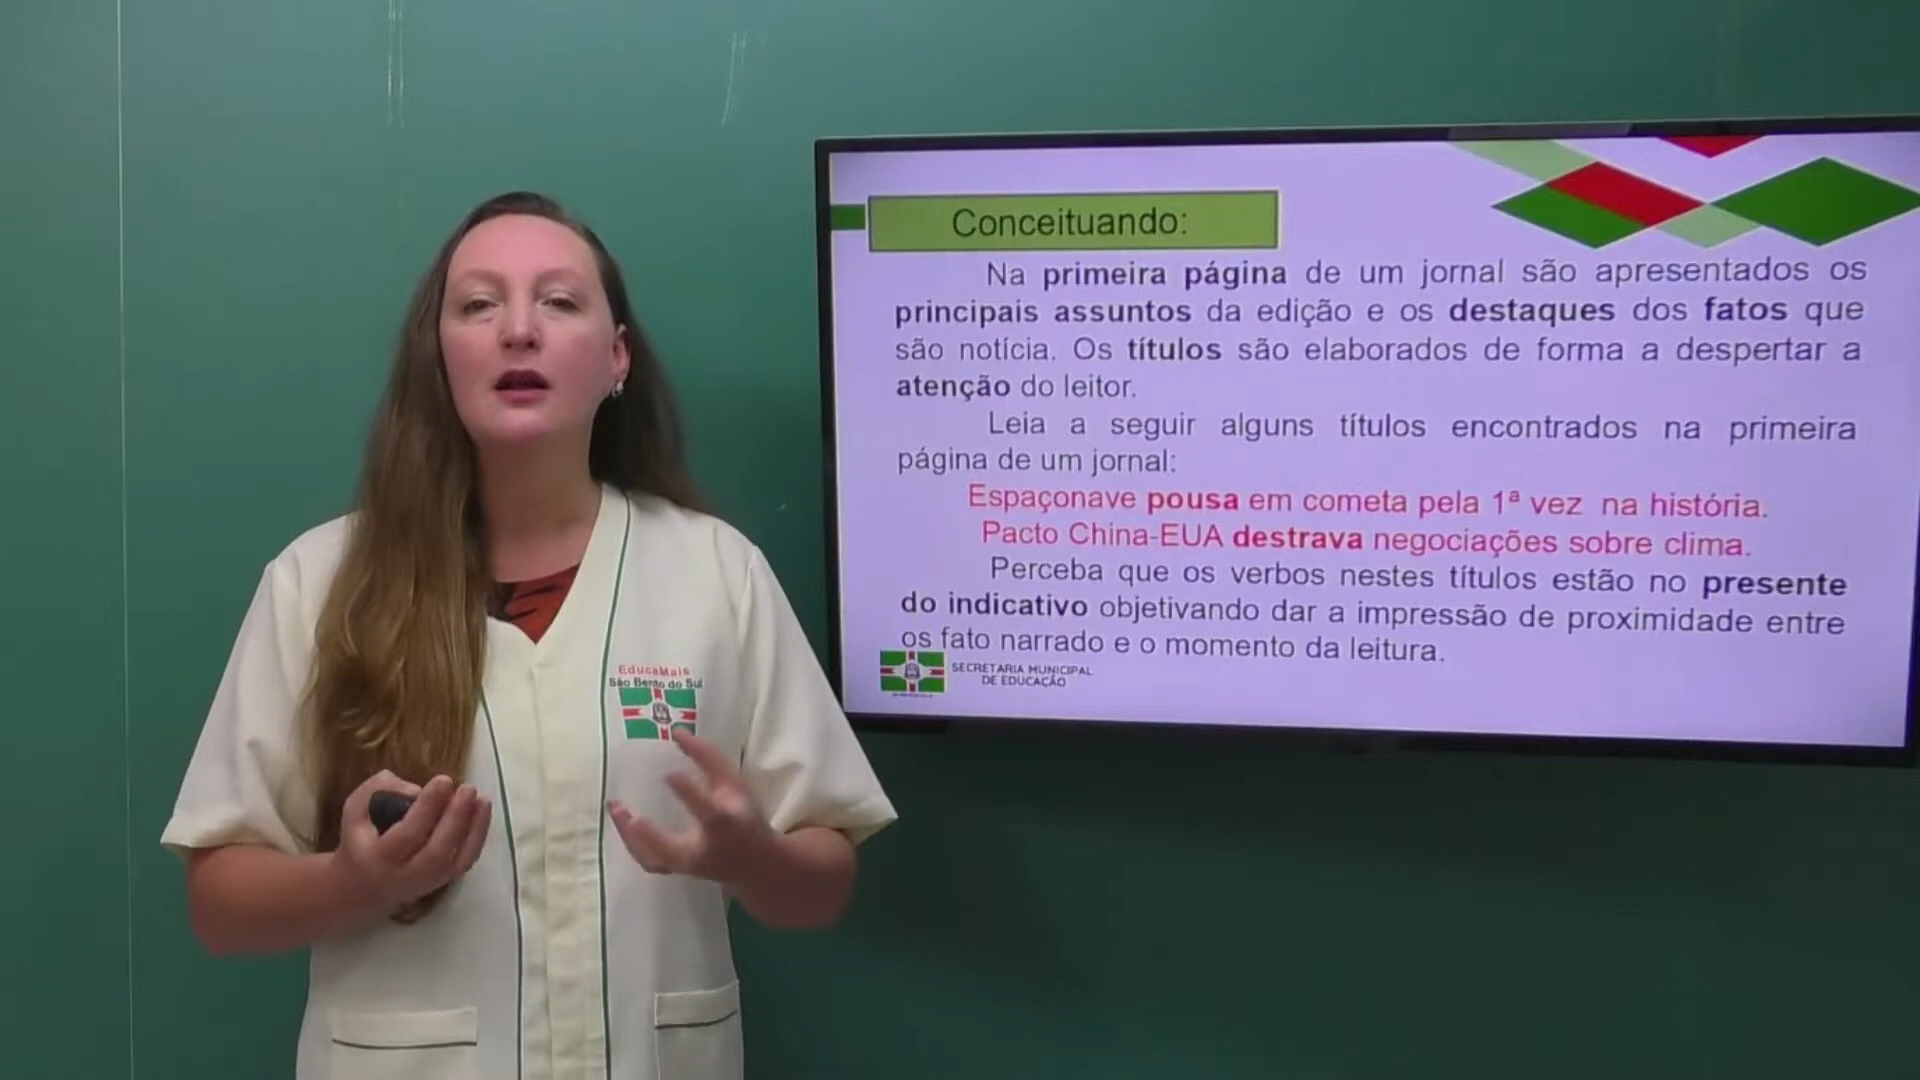 Conceituando:
Na primeira página de um jornal são apresentados os
principais assuntos da edição e os destaques dos fatos que
são notícia. Os títulos são elaborados de forma a despertar a
atenção do leitor.
Leia a seguir alguns títulos encontrados na primeira
página de um jornal:
Espaçonave pousa em cometa pela 1ª vez na história.
Pacto China-EUA destrava negociações sobre clima.
Perceba que os verbos nestes títulos estão no presente
do indicativo objetivando dar a impressão de proximidade entre
os fato narrado e o momento da leitura.
SECRETARIA MUNICIPAL
DE EDUCAÇÃO
EducaMais
São Bento do Sul